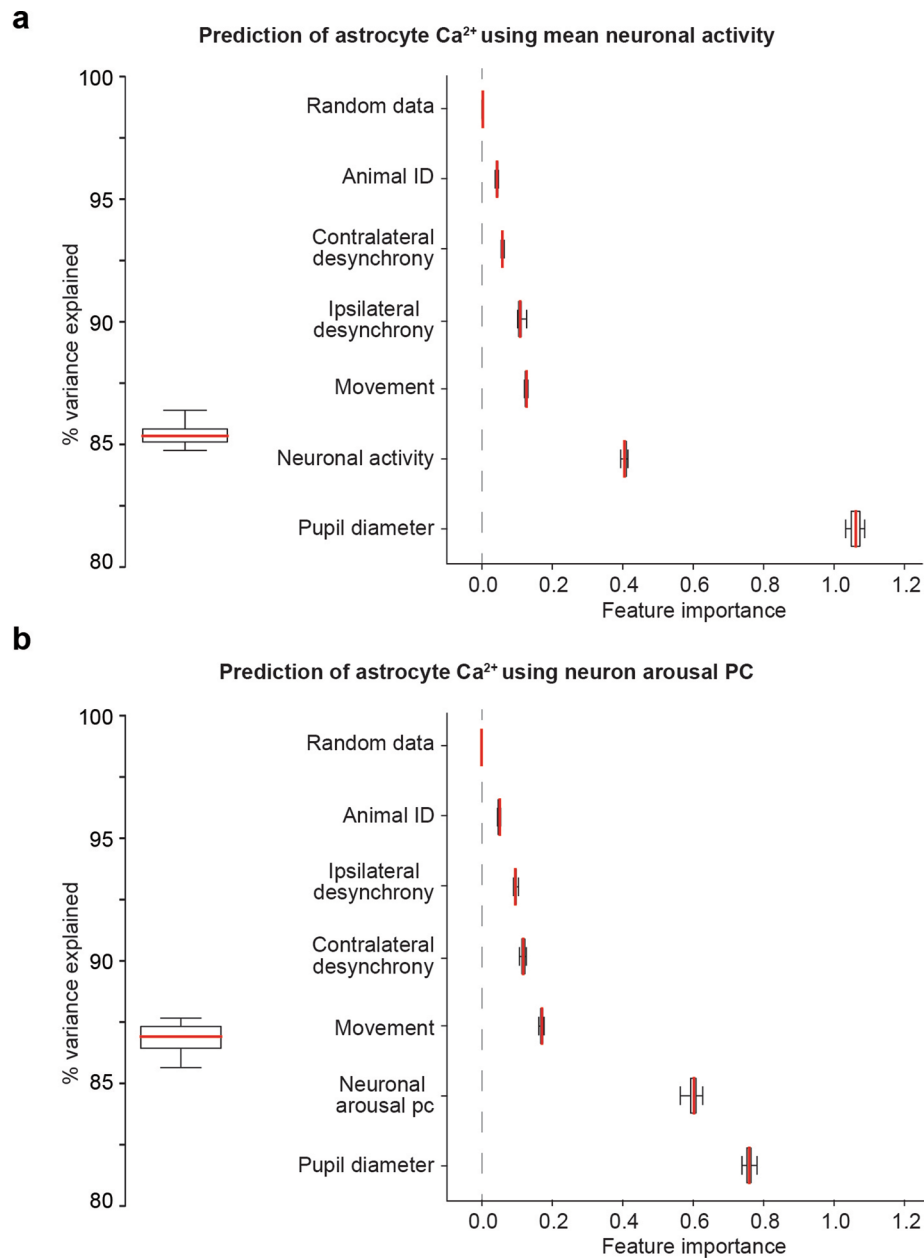 a
Prediction of astrocyte Ca²⁺ using mean neuronal activity
% variance explained
100
95
90
85
80
Random data
Animal ID
Contralateral
desynchrony
Ipsilateral
desynchrony
Movement
Neuronal activity
Pupil diameter
0.0 0.2 0.4 0.6 0.8 1.0 1.2
Feature importance
b
Prediction of astrocyte Ca²⁺ using neuron arousal PC
% variance explained
100
95
90
85
80
Random data
Animal ID
Ipsilateral
desynchrony
Contralateral
desynchrony
Movement
Neuronal
arousal pc
Pupil diameter
0.0 0.2 0.4 0.6 0.8 1.0 1.2
Feature importance